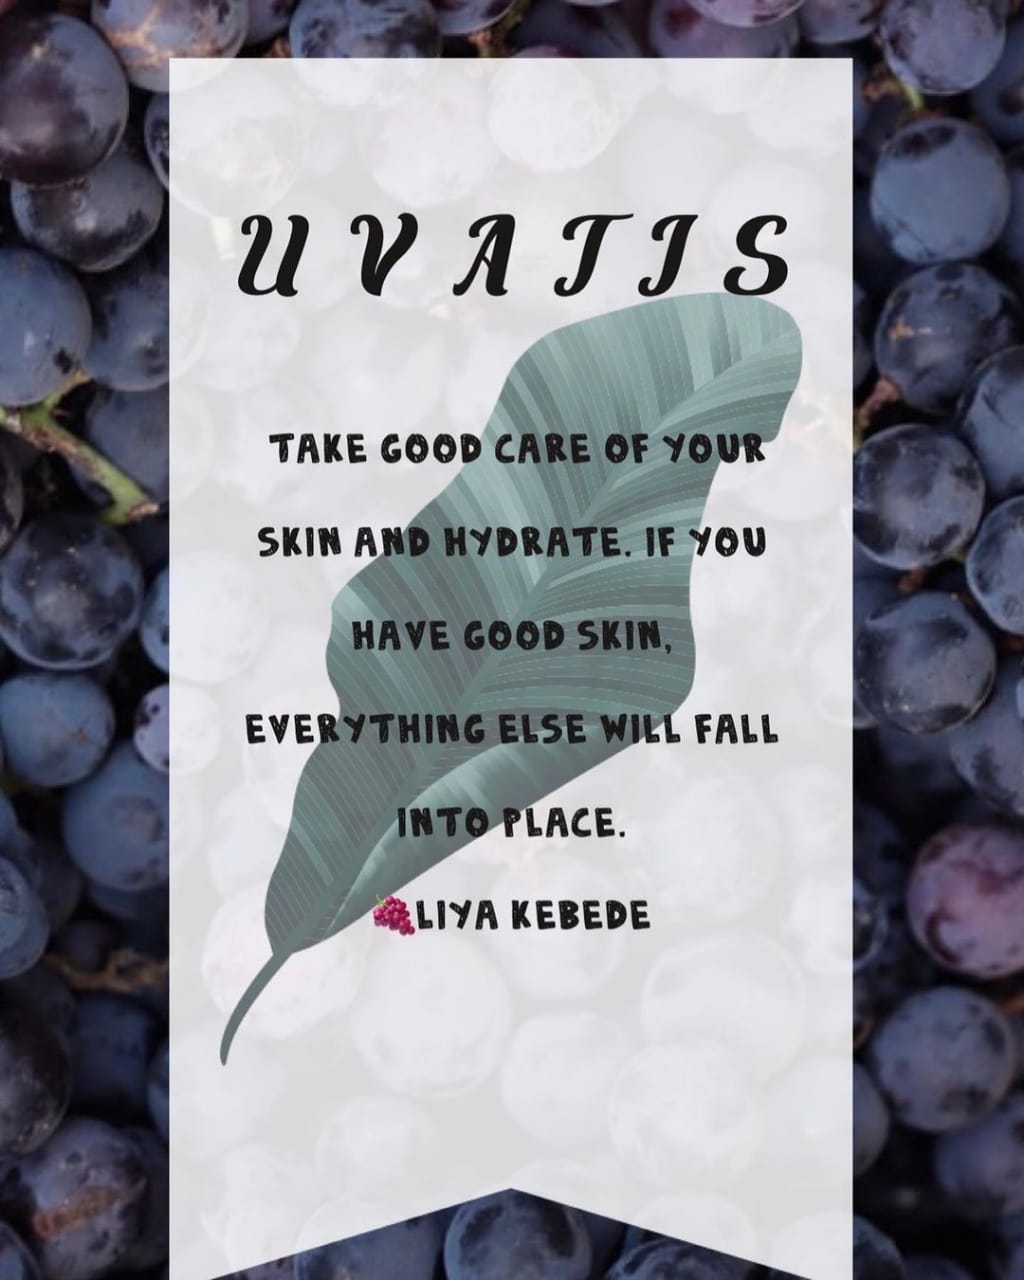 UVATIS
TAKE GOOD CARE OF YOUR
SKIN AND HYDRATE. IF YOU
HAVE GOOD SKIN,
EVERYTHING ELSE WILL FALL
INTO PLACE.
🍇LIYA KEBEDE